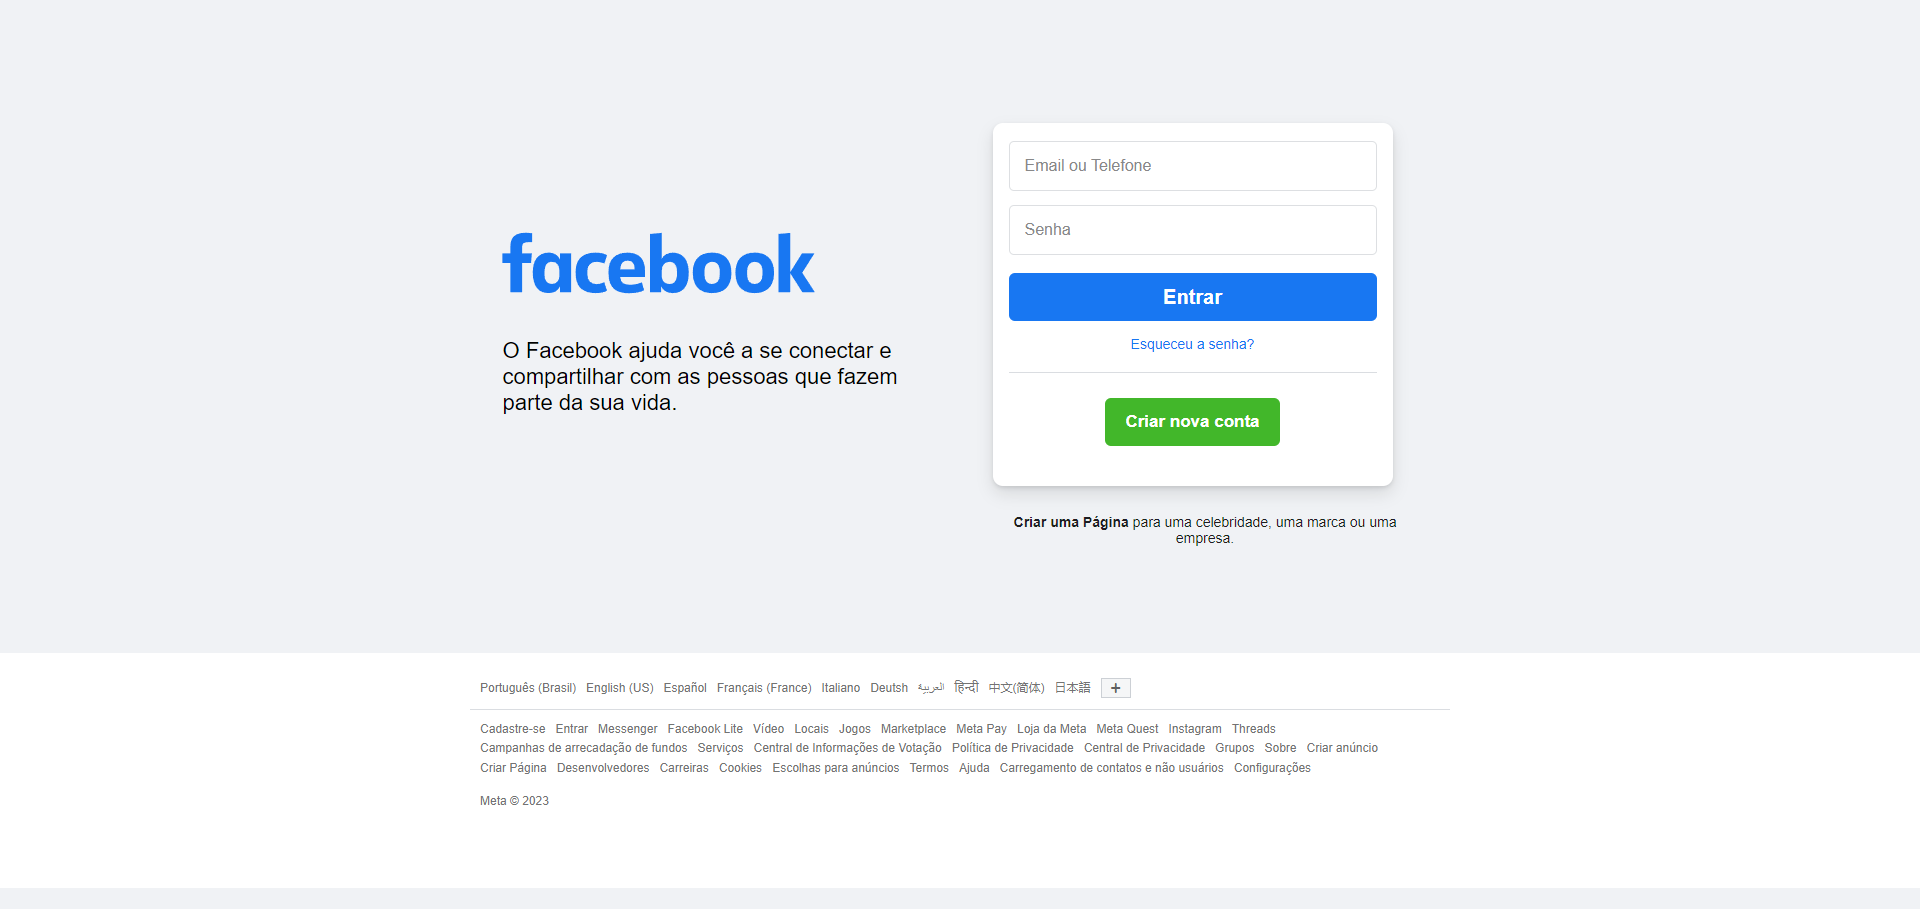 facebook
O Facebook ajuda você a se conectar e
compartilhar com as pessoas que fazem
parte da sua vida.
Email ou Telefone
Senha
Entrar
Esqueceu a senha?
Criar nova conta
Criar uma Página para uma celebridade, uma marca ou uma
empresa.
Português (Brasil) English (US) Español Français (France) Italiano Deutsh العربية हिन्दी 中文(简体) 日本語 +
Cadastre-se Entrar Messenger Facebook Lite Vídeo Locais Jogos Marketplace Meta Pay Loja da Meta Meta Quest Instagram Threads
Campanhas de arrecadação de fundos Serviços Central de Informações de Votação Política de Privacidade Central de Privacidade Grupos Sobre Criar anúncio
Criar Página Desenvolvedores Carreiras Cookies Escolhas para anúncios Termos Ajuda Carregamento de contatos e não usuários Configurações
Meta © 2023